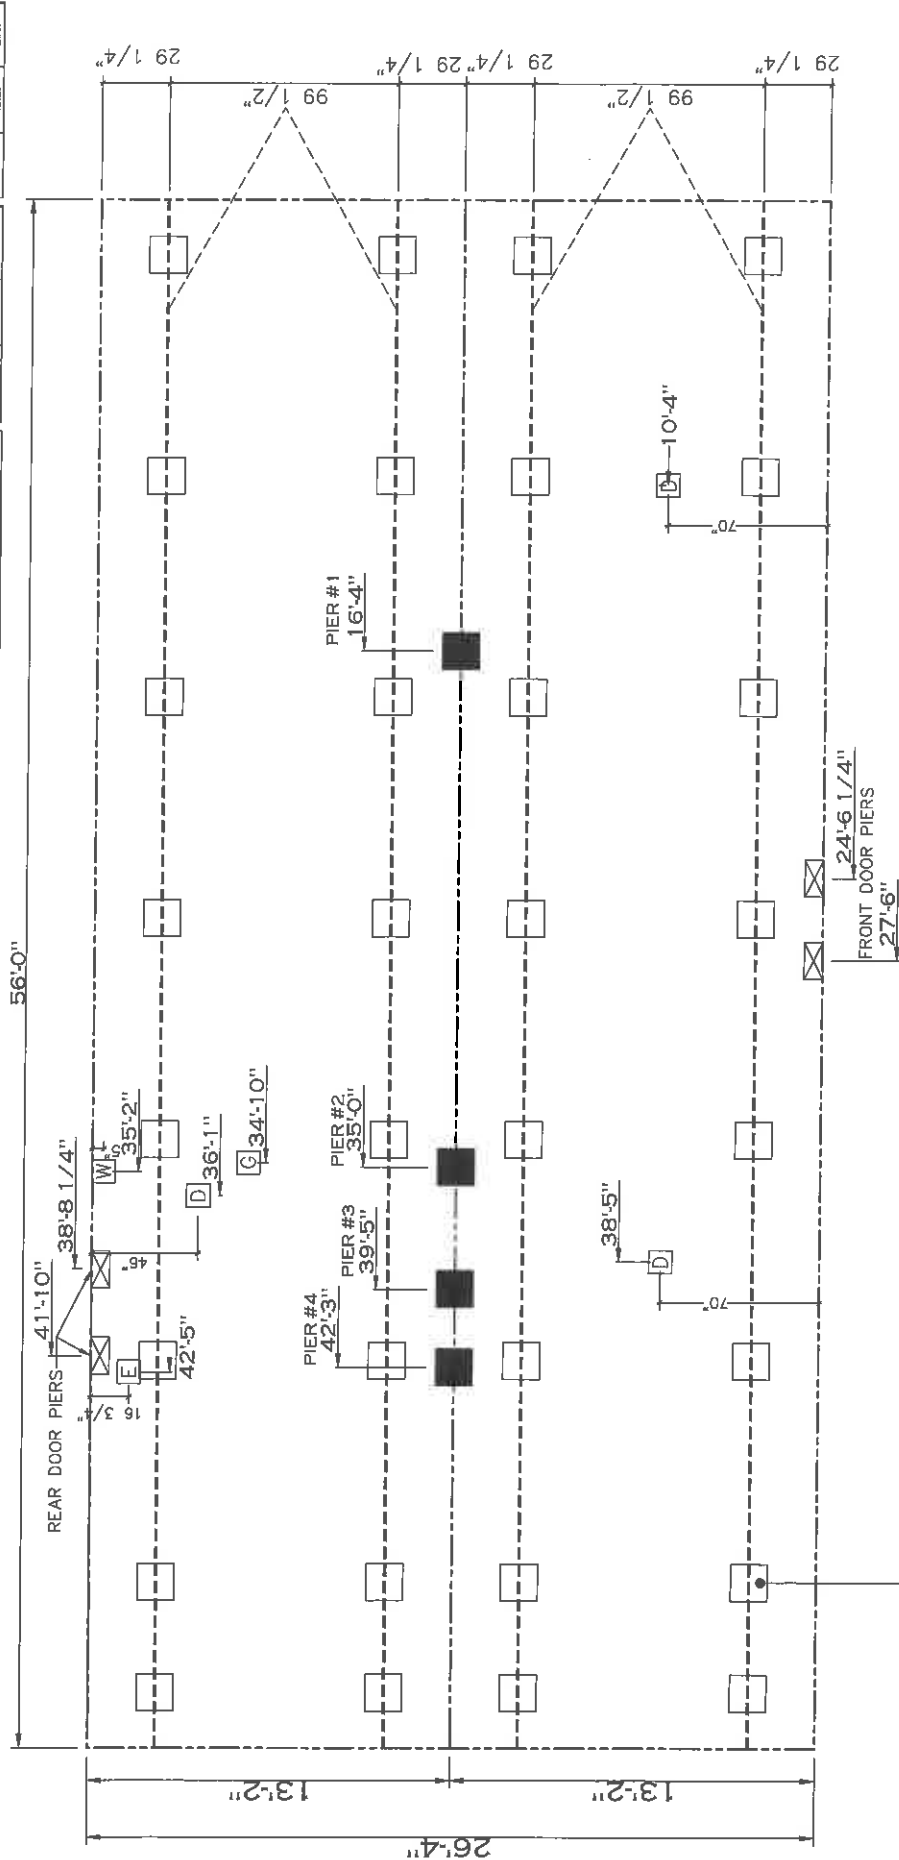 56'-0"
29 1/4"
99 1/2"
29 1/4"
29 1/4"
99 1/2"
29 1/4"
REAR DOOR PIERS
41'-10"
38'-8 1/4"
W
35'-2"
46"
D
36'-1"
G
34'-10"
E
42'-5"
16 3/4"
PIER #1
16'-4"
PIER #2
35'-0"
PIER #3
39'-5"
PIER #4
42'-3"
D
10'-4"
70"
D
38'-5"
70"
24'-6 1/4"
FRONT DOOR PIERS
27'-6"
13'-2"
13'-2"
26'-4"